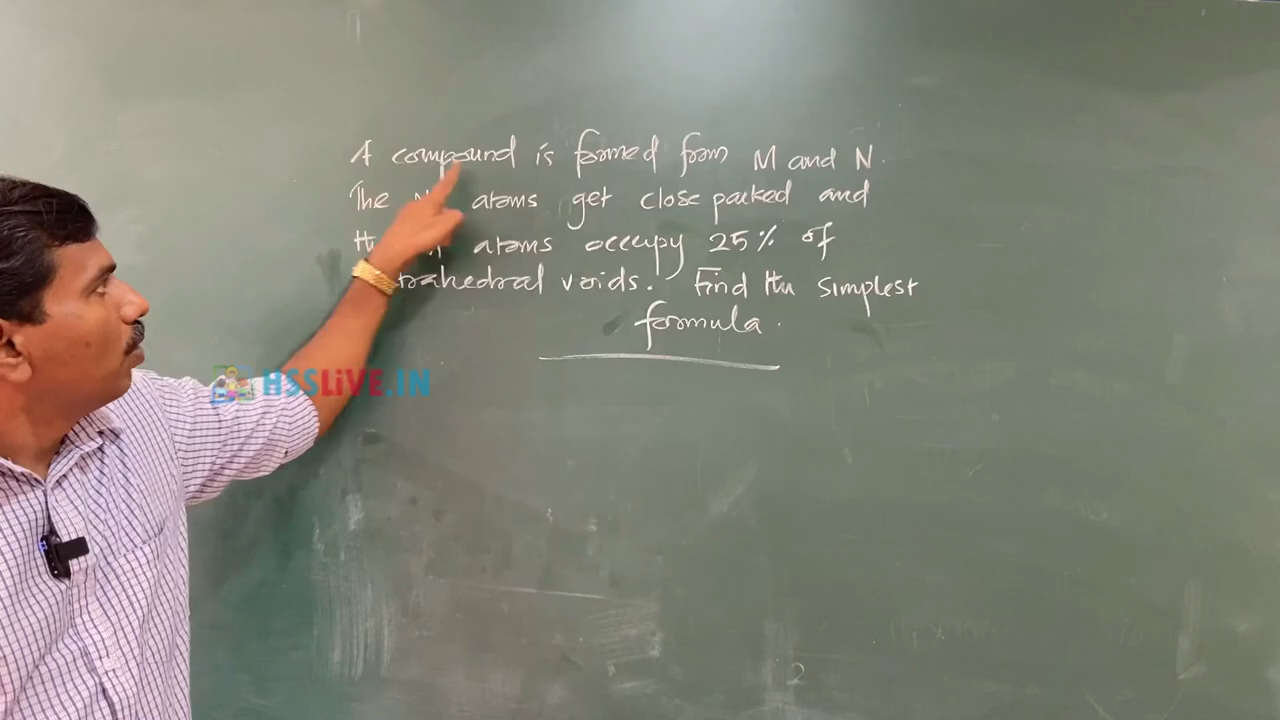 A compound is formed from M and N.
The atoms get close packed and
atoms occupy 25% of
trahedral voids. Find the simplest
formula.
HSSLiVE.IN
2